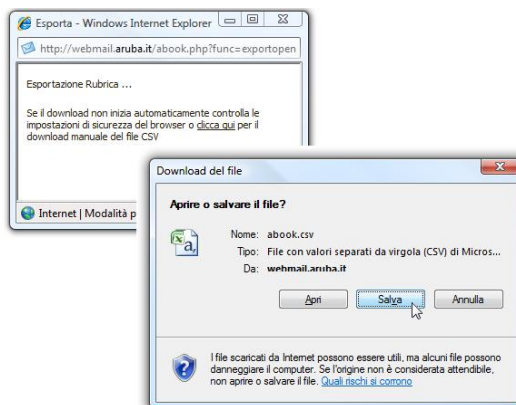 Esporta - Windows Internet Explorer
http://webmail.aruba.it/abook.php?func=exportopen
Esportazione Rubrica ...
Se il download non inizia automaticamente controlla le
impostazioni di sicurezza del browser o clicca qui per il
download manuale del file CSV
Internet | Modalità p
Download del file
Aprire o salvare il file?
Nome: abook.csv
Tipo: File con valori separati da virgola (CSV) di Micros...
Da: webmail.aruba.it
Apri Salva Annulla
I file scaricati da Internet possono essere utili, ma alcuni file possono
danneggiare il computer. Se l'origine non è considerata attendibile,
non aprire o salvare il file. Quali rischi si corrono